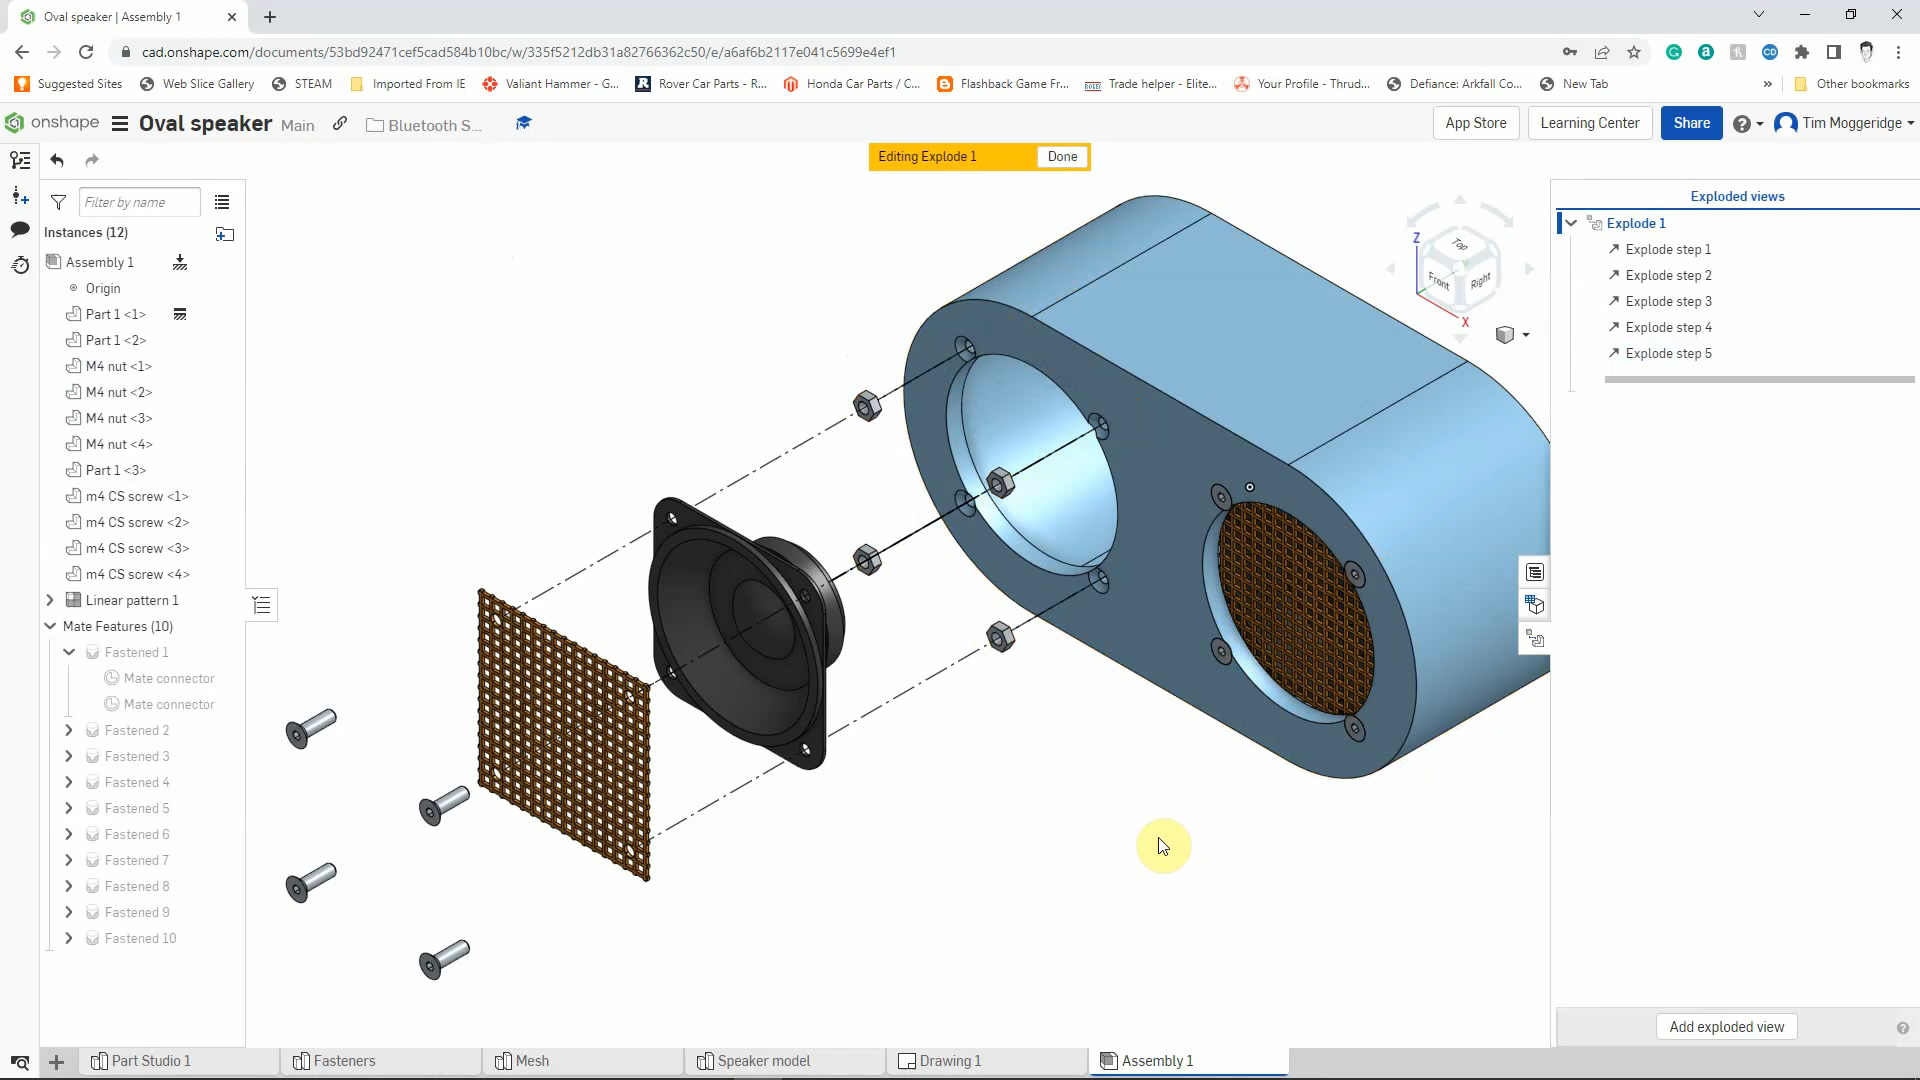 Oval speaker | Assembly 1
cad.onshape.com/documents/53bd92471cef5cad584b10bc/w/335f5212db31a82766362c50/e/a6af6b2117e041c5699e4ef1
Suggested Sites Web Slice Gallery STEAM Imported From IE Valiant Hammer - G... Rover Car Parts - R... Honda Car Parts / C... Flashback Game Fr... Trade helper - Elite... Your Profile - Thrud... Defiance: Arkfall Co... New Tab » Other bookmarks
onshape Oval speaker Main Bluetooth S... App Store Learning Center Share Tim Moggeridge
Editing Explode 1 Done
Filter by name
Instances (12)
Assembly 1
Origin
Part 1 <1>
Part 1 <2>
M4 nut <1>
M4 nut <2>
M4 nut <3>
M4 nut <4>
Part 1 <3>
m4 CS screw <1>
m4 CS screw <2>
m4 CS screw <3>
m4 CS screw <4>
Linear pattern 1
Mate Features (10)
Fastened 1
Mate connector
Mate connector
Fastened 2
Fastened 3
Fastened 4
Fastened 5
Fastened 6
Fastened 7
Fastened 8
Fastened 9
Fastened 10
Z
Top
Front
Right
X
Exploded views
Explode 1
Explode step 1
Explode step 2
Explode step 3
Explode step 4
Explode step 5
Add exploded view
Part Studio 1 Fasteners Mesh Speaker model Drawing 1 Assembly 1